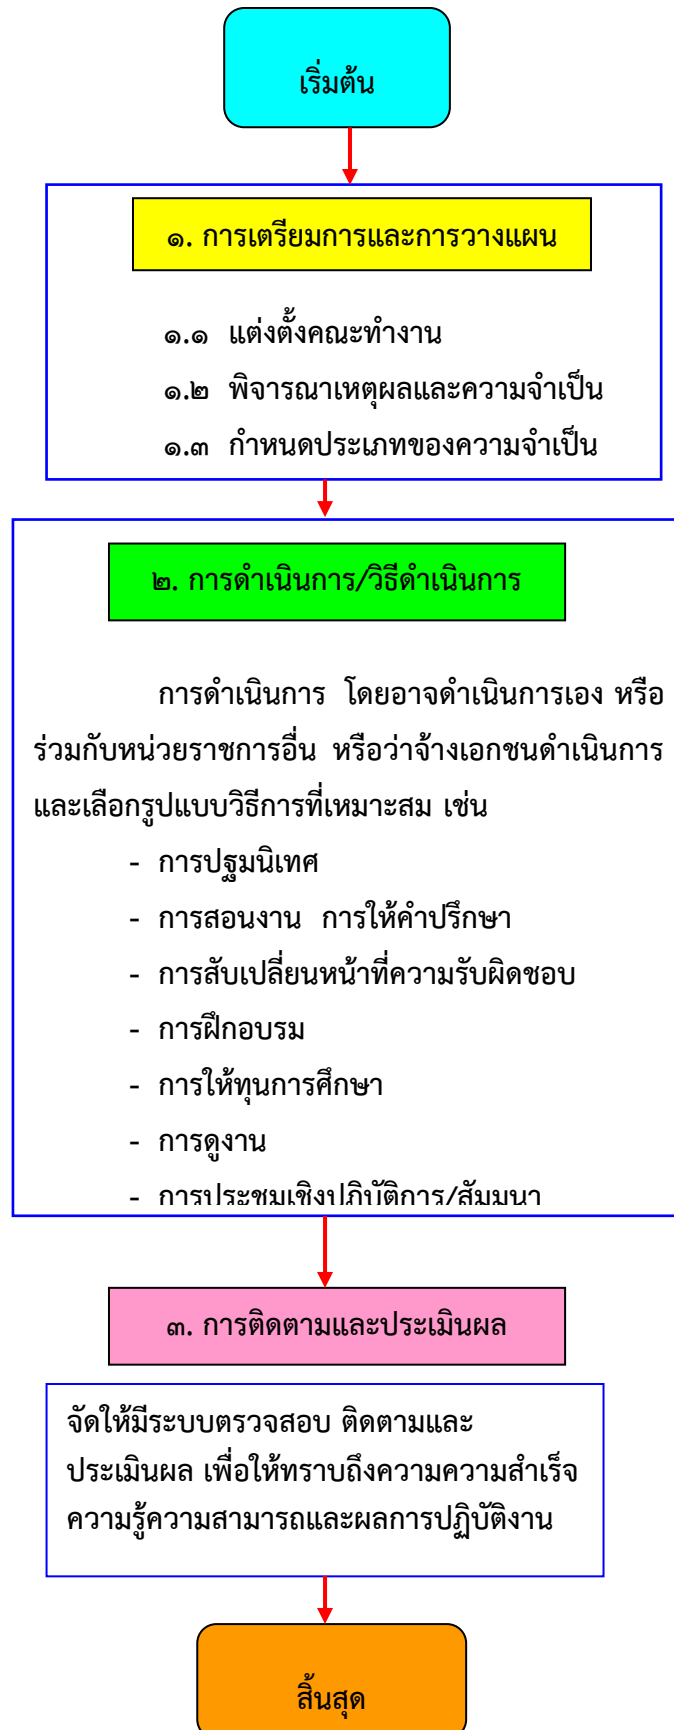 เริ่มต้น
๑. การเตรียมการและการวางแผน
๑.๑ แต่งตั้งคณะทำงาน
๑.๒ พิจารณาเหตุผลและความจำเป็น
๑.๓ กำหนดประเภทของความจำเป็น
๒. การดำเนินการ/วิธีดำเนินการ
การดำเนินการ โดยอาจดำเนินการเอง หรือ
ร่วมกับหน่วยราชการอื่น หรือว่าจ้างเอกชนดำเนินการ
และเลือกรูปแบบวิธีการที่เหมาะสม เช่น
- การปฐมนิเทศ
- การสอนงาน การให้คำปรึกษา
- การสับเปลี่ยนหน้าที่ความรับผิดชอบ
- การฝึกอบรม
- การให้ทุนการศึกษา
- การดูงาน
- การประชุมเชิงปฏิบัติการ/สัมมนา
๓. การติดตามและประเมินผล
จัดให้มีระบบตรวจสอบ ติดตามและ
ประเมินผล เพื่อให้ทราบถึงความความสำเร็จ
ความรู้ความสามารถและผลการปฏิบัติงาน
สิ้นสุด